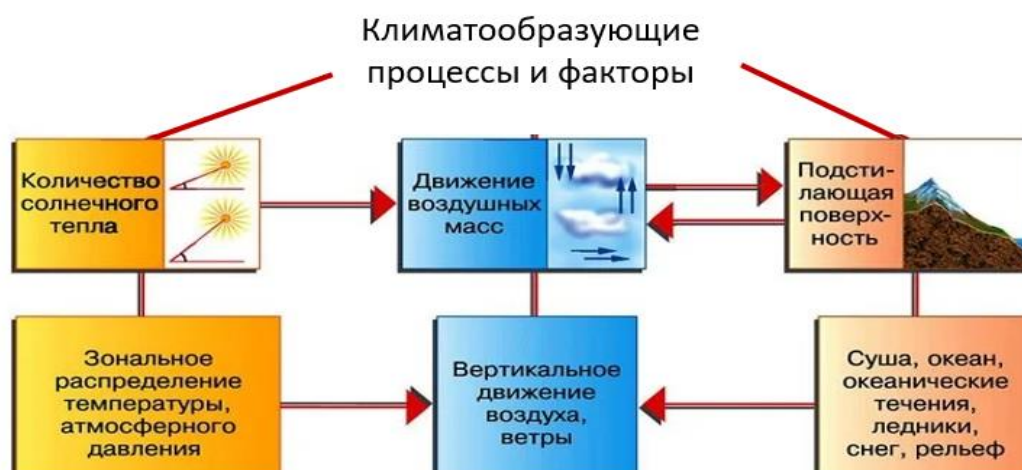 Климатообразующие
процессы и факторы
Количество
солнечного
тепла
Движение
воздушных
масс
Подсти-
лающая
поверх-
ность
Зональное
распределение
температуры,
атмосферного
давления
Вертикальное
движение
воздуха,
ветры
Суша, океан,
океанические
течения,
ледники,
снег, рельеф